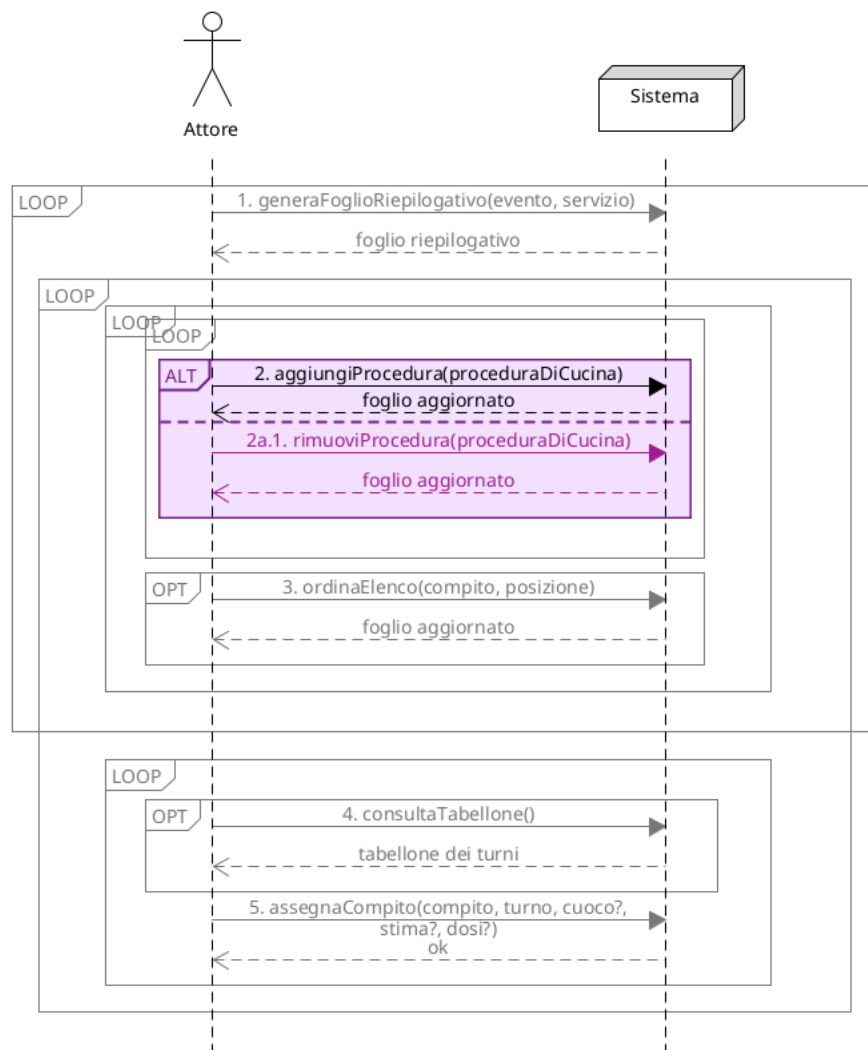 Attore
Sistema
LOOP
1. generaFoglioRiepilogativo(evento, servizio)
foglio riepilogativo
LOOP
LOOP
LOOP
ALT
2. aggiungiProcedura(proceduraDiCucina)
foglio aggiornato
2a.1. rimuoviProcedura(proceduraDiCucina)
foglio aggiornato
OPT
3. ordinaElenco(compito, posizione)
foglio aggiornato
LOOP
OPT
4. consultaTabellone()
tabellone dei turni
5. assegnaCompito(compito, turno, cuoco?,
stima?, dosi?)
ok